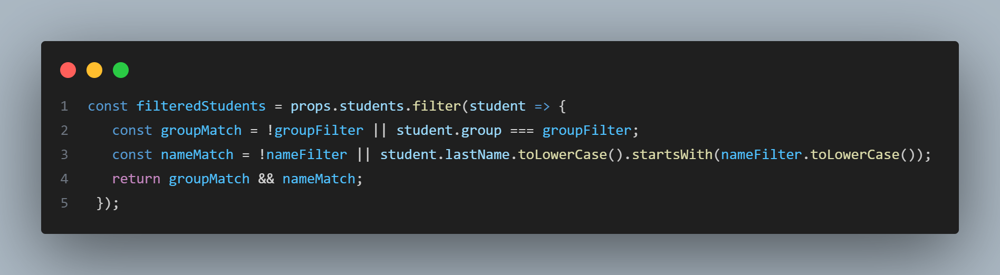 1 const filteredStudents = props.students.filter(student => {
2 const groupMatch = !groupFilter || student.group === groupFilter;
3 const nameMatch = !nameFilter || student.lastName.toLowerCase().startsWith(nameFilter.toLowerCase());
4 return groupMatch && nameMatch;
5 });